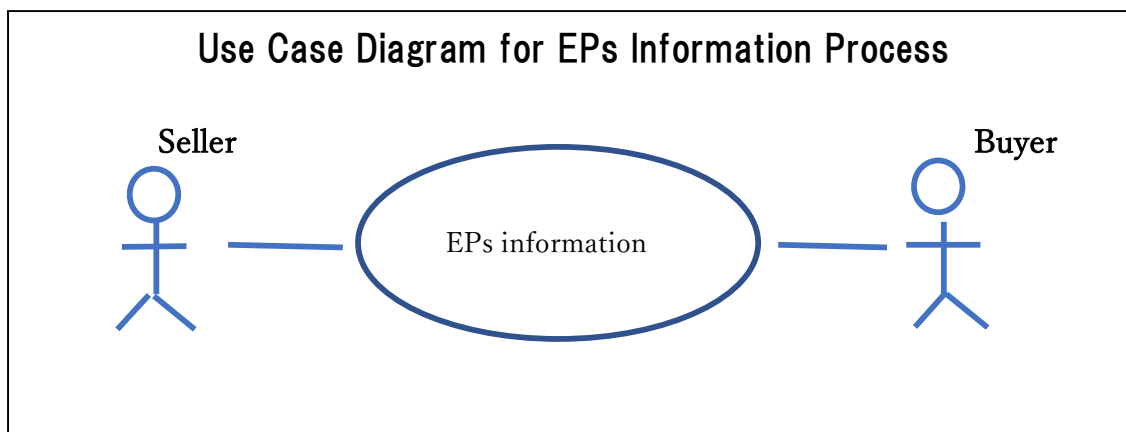 Use Case Diagram for EPs Information Process
Seller
Buyer
EPs information